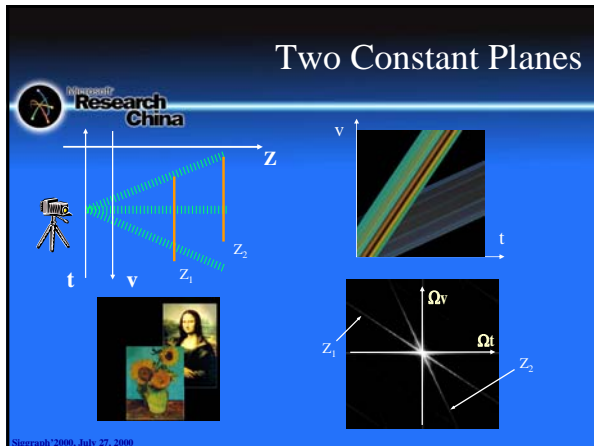 Two Constant Planes
Microsoft
Research
China
z
Z₁
Z₂
t
v
v
t
Ωv
Ωt
Z₁
Z₂
Siggraph'2000, July 27, 2000